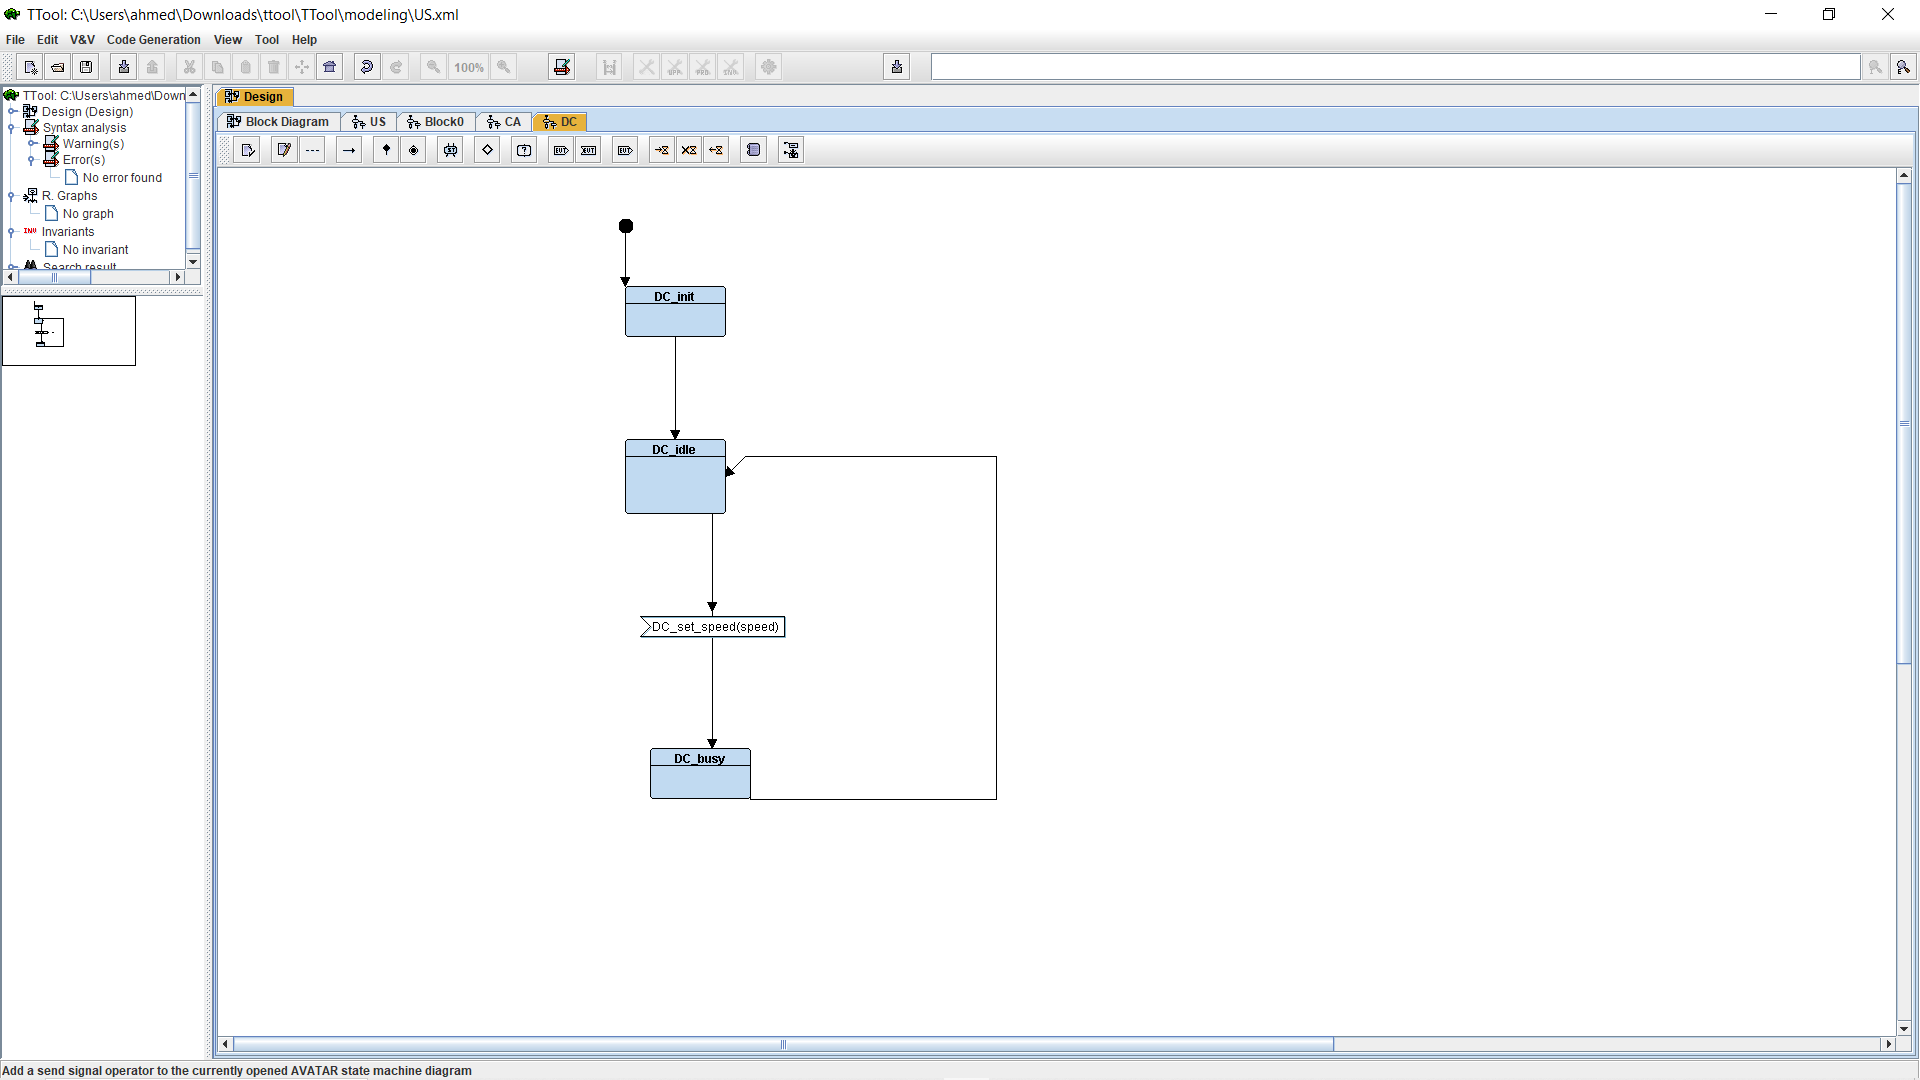 TTool: C:\Users\ahmed\Downloads\ttool\TTool\modeling\US.xml
File Edit V&V Code Generation View Tool Help
100%
TTool: C:\Users\ahmed\Down
Design (Design)
Syntax analysis
Warning(s)
Error(s)
No error found
R. Graphs
No graph
INV Invariants
No invariant
Search result
Design
Block Diagram US Block0 CA DC
DC_init
DC_idle
DC_set_speed(speed)
DC_busy
Add a send signal operator to the currently opened AVATAR state machine diagram